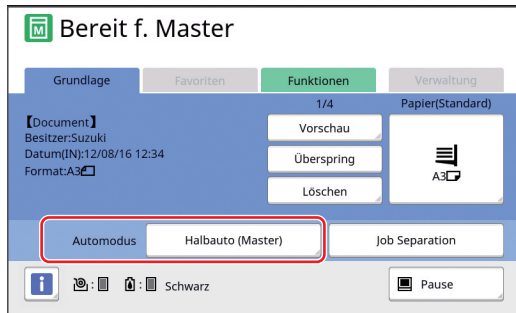 M Bereit f. Master
Grundlage Favoriten Funktionen Verwaltung
1/4 Papier(Standard)
【Document】
Besitzer:Suzuki
Datum(IN):12/08/16 12:34
Format:A3
Vorschau
Überspring
Löschen
A3
Automodus Halbauto (Master) Job Separation
i : : Schwarz Pause